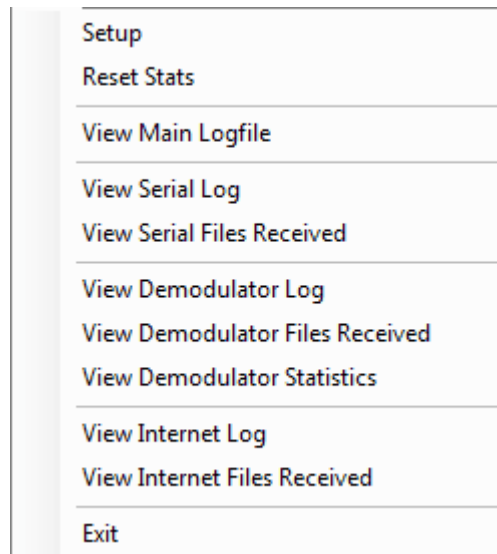 Setup
Reset Stats
View Main Logfile
View Serial Log
View Serial Files Received
View Demodulator Log
View Demodulator Files Received
View Demodulator Statistics
View Internet Log
View Internet Files Received
Exit